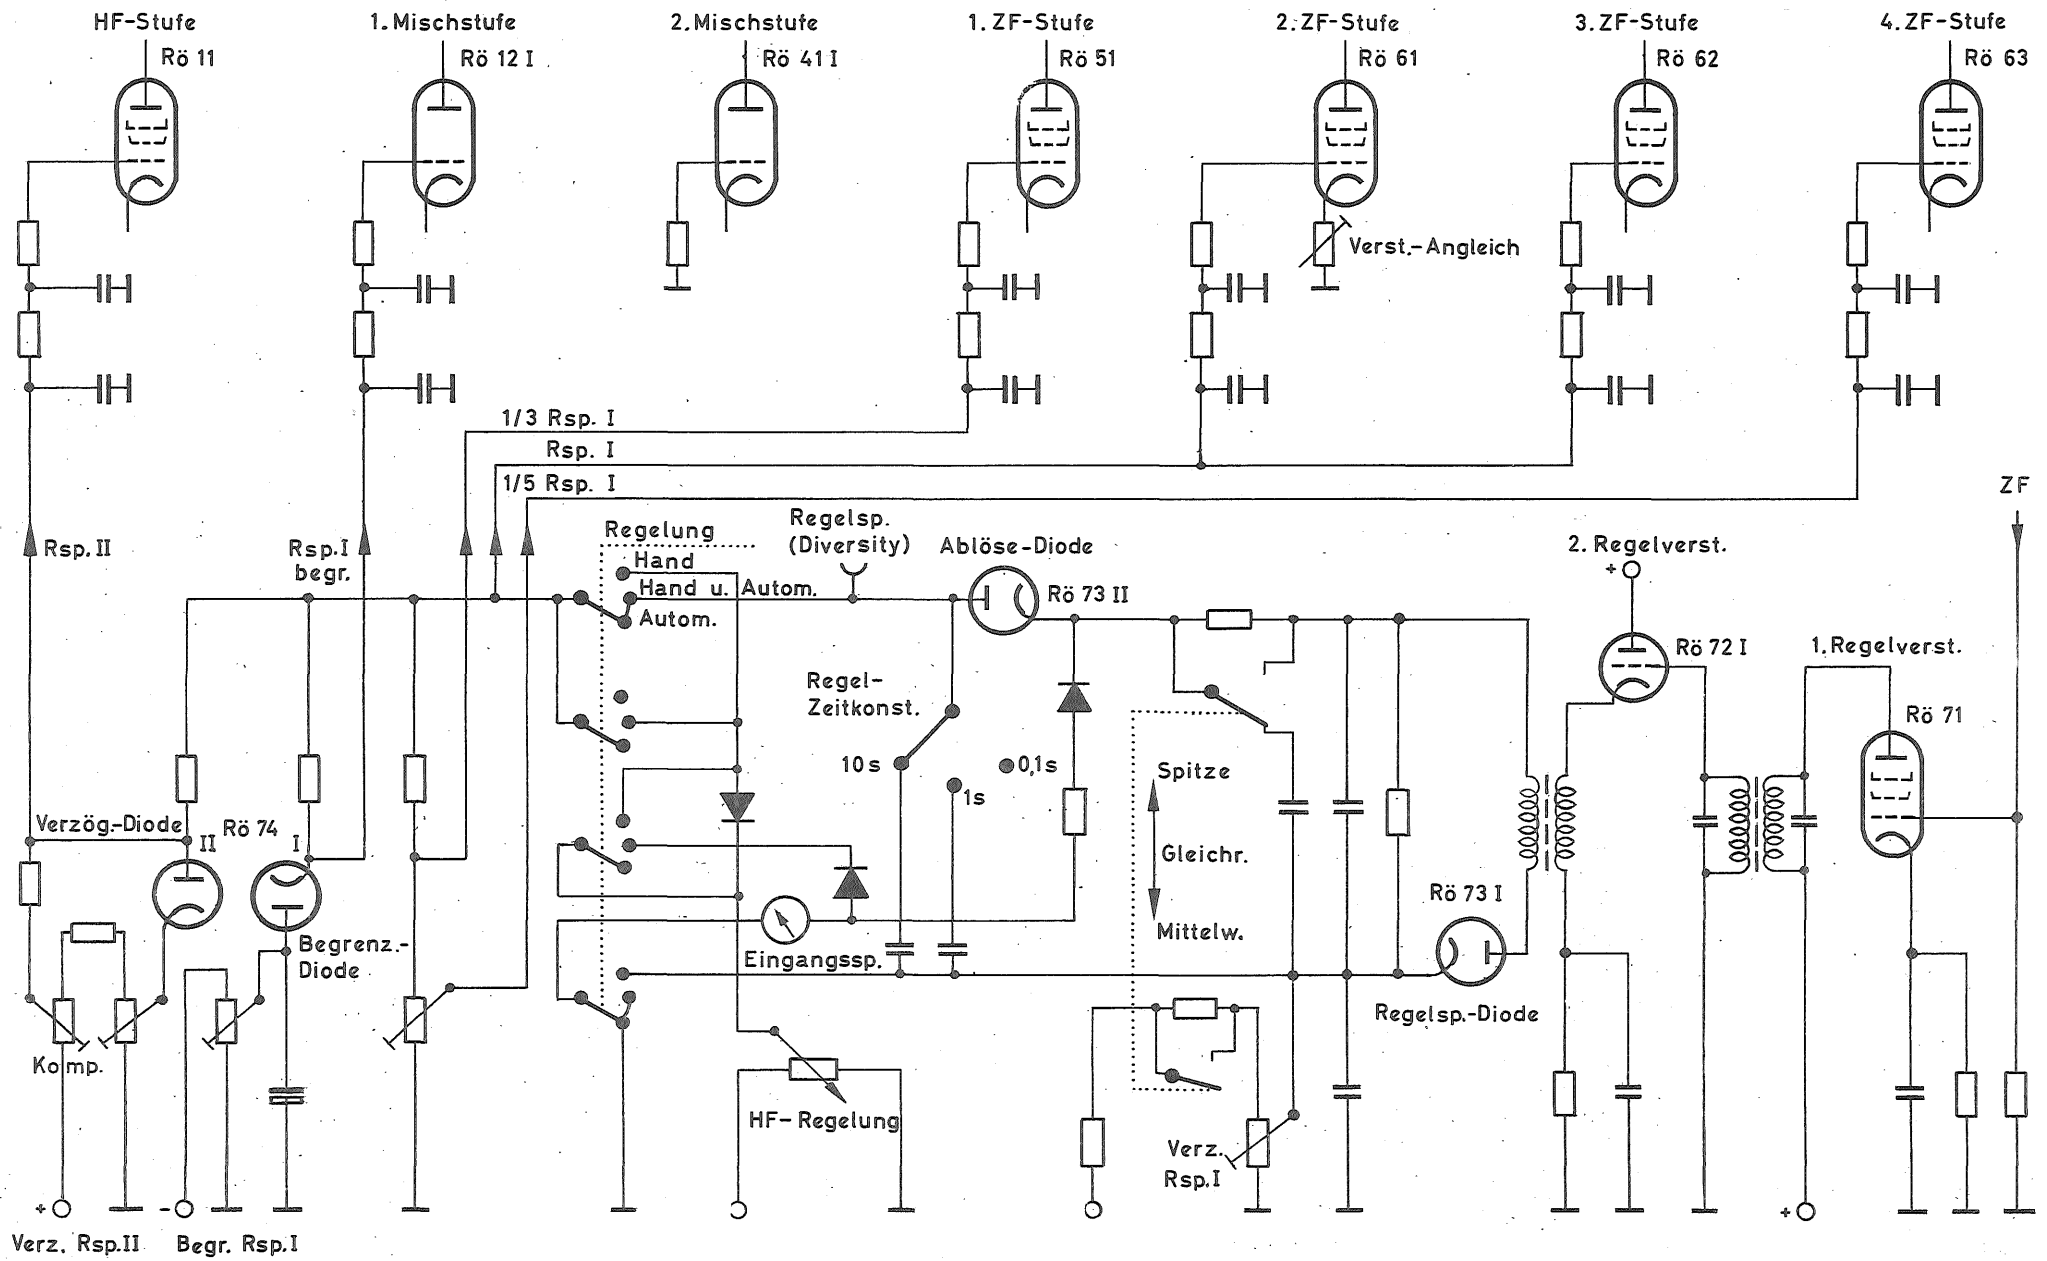 HF-Stufe
1.Mischstufe
2.Mischstufe
1.ZF-Stufe
2.ZF-Stufe
3.ZF-Stufe
4.ZF-Stufe
Rö 11
Rö 12 I
Rö 41 I
Rö 51
Rö 61
Rö 62
Rö 63
Verst.-Angleich
1/3 Rsp. I
Rsp. I
1/5 Rsp. I
ZF
Rsp. II
Rsp.I
begr.
Regelung
Hand
Hand u. Autom.
Autom.
Regelsp.
(Diversity)
Ablöse-Diode
Rö 73 II
2. Regelverst.
+
Rö 72 I
1.Regelverst.
Rö 71
Regel-
Zeitkonst.
10s
1s
0,1s
Spitze
Gleichr.
Mittelw.
Verzög.-Diode
II
Rö 74
I
Begrenz.-
Diode
Eingangssp.
Rö 73 I
Regelsp.-Diode
Komp.
HF-Regelung
Verz.
Rsp.I
+
-
+
Verz. Rsp.II
Begr. Rsp.I